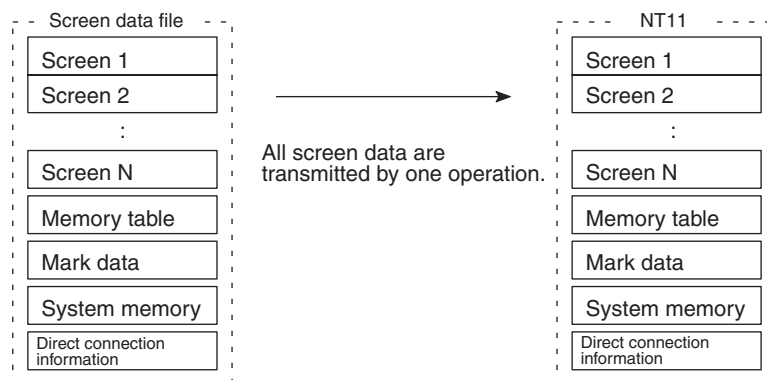 Screen data file
Screen 1
Screen 2
:
Screen N
Memory table
Mark data
System memory
Direct connection
information
All screen data are
transmitted by one operation.
NT11
Screen 1
Screen 2
:
Screen N
Memory table
Mark data
System memory
Direct connection
information